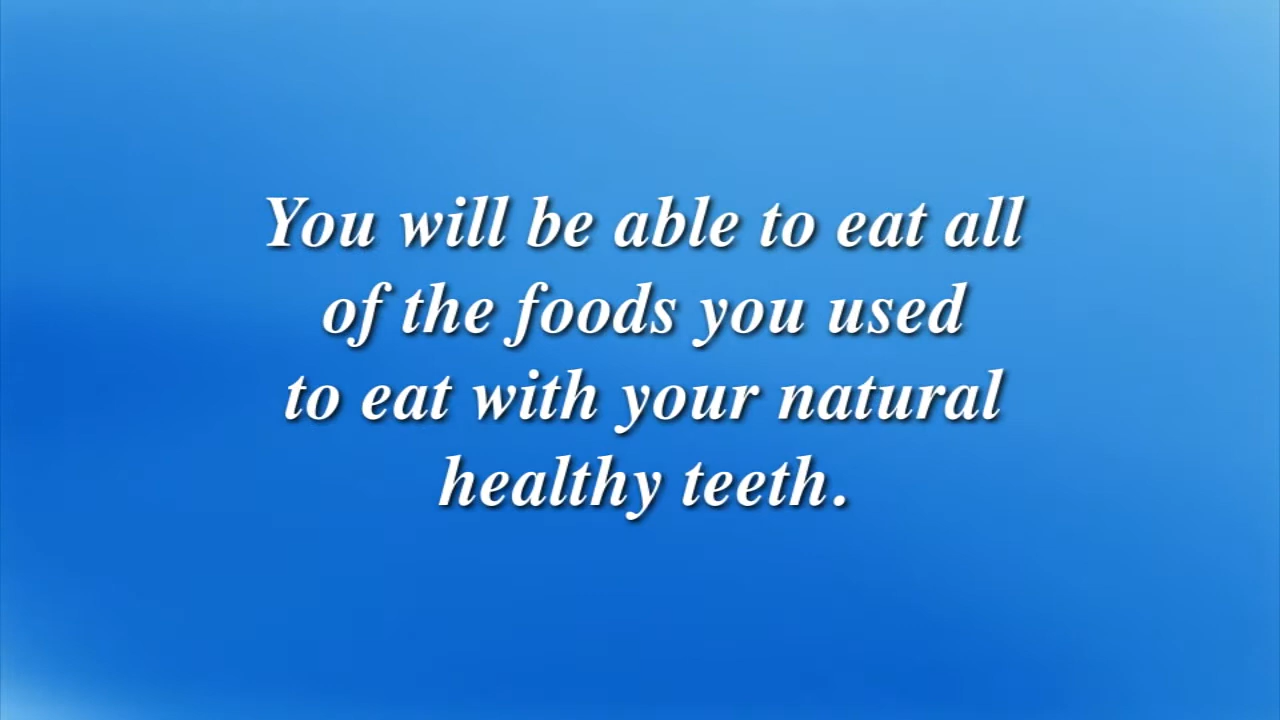 You will be able to eat all
of the foods you used
to eat with your natural
healthy teeth.